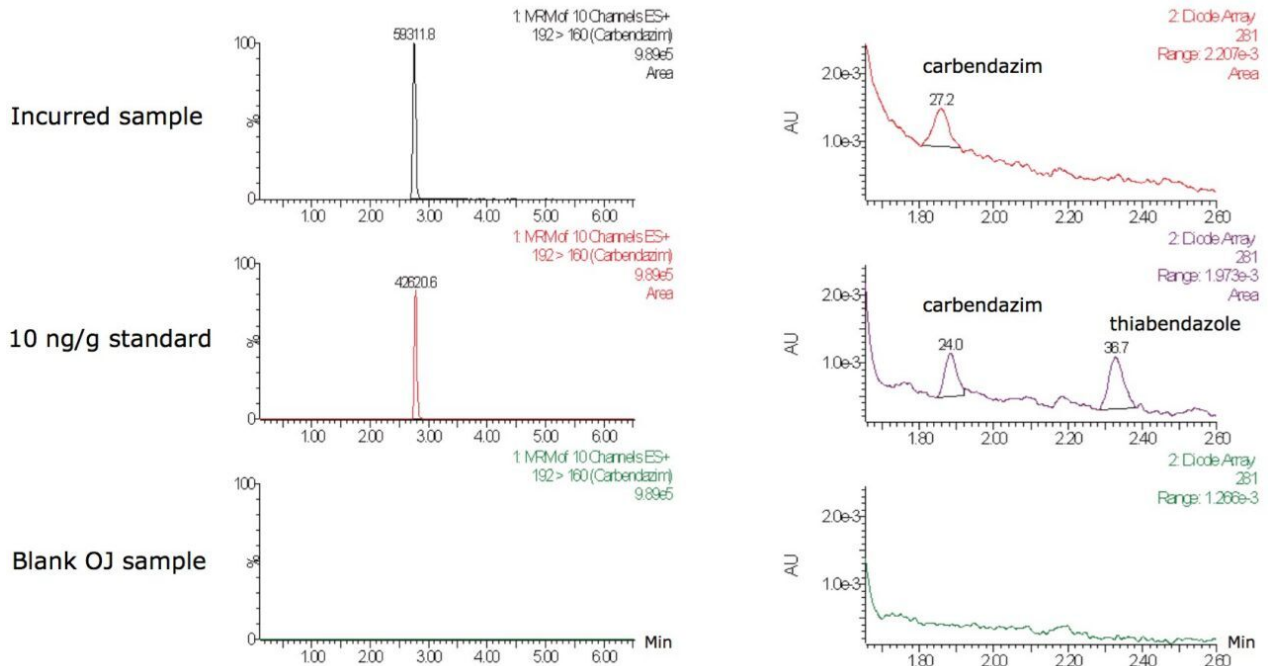 Incurred sample
1: MRM of 10 Channels ES+
192 > 160 (Carbendazim)
9.89e5
Area
59311.8
100
%
0
1.00 2.00 3.00 4.00 5.00 6.00
2: Diode Array
281
Range: 2.207e-3
Area
carbendazim
27.2
AU
2.0e-3
1.0e-3
1.80 2.00 2.20 2.40 2.60
10 ng/g standard
1: MRM of 10 Channels ES+
192 > 160 (Carbendazim)
9.89e5
Area
42620.6
100
%
0
1.00 2.00 3.00 4.00 5.00 6.00
2: Diode Array
281
Range: 1.973e-3
Area
carbendazim
thiabendazole
24.0
36.7
AU
2.0e-3
1.0e-3
1.80 2.00 2.20 2.40 2.60
Blank OJ sample
1: MRM of 10 Channels ES+
192 > 160 (Carbendazim)
9.89e5
100
%
0
1.00 2.00 3.00 4.00 5.00 6.00
Min
2: Diode Array
281
Range: 1.266e-3
AU
2.0e-3
1.0e-3
1.80 2.00 2.20 2.40 2.60
Min